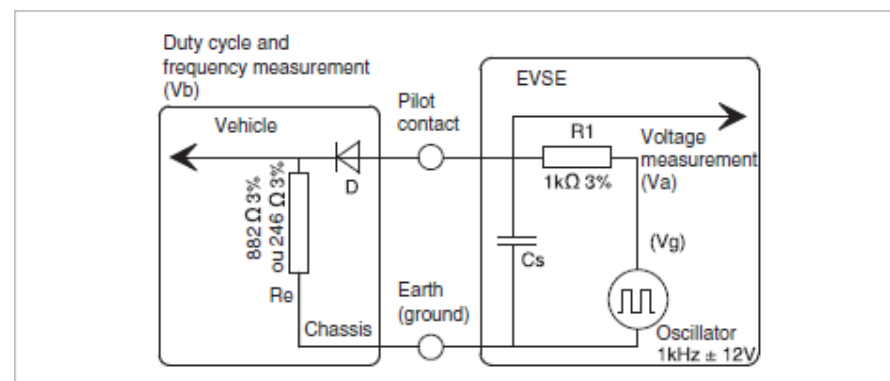 Duty cycle and
frequency measurement
(Vb)
Vehicle
Pilot
contact
EVSE
R1
1kΩ 3%
Voltage
measurement
(Va)
D
882 Ω 3%
ou 246 Ω 3%
Re
Chassis
Earth
(ground)
Cs
(Vg)
Oscillator
1kHz ± 12V